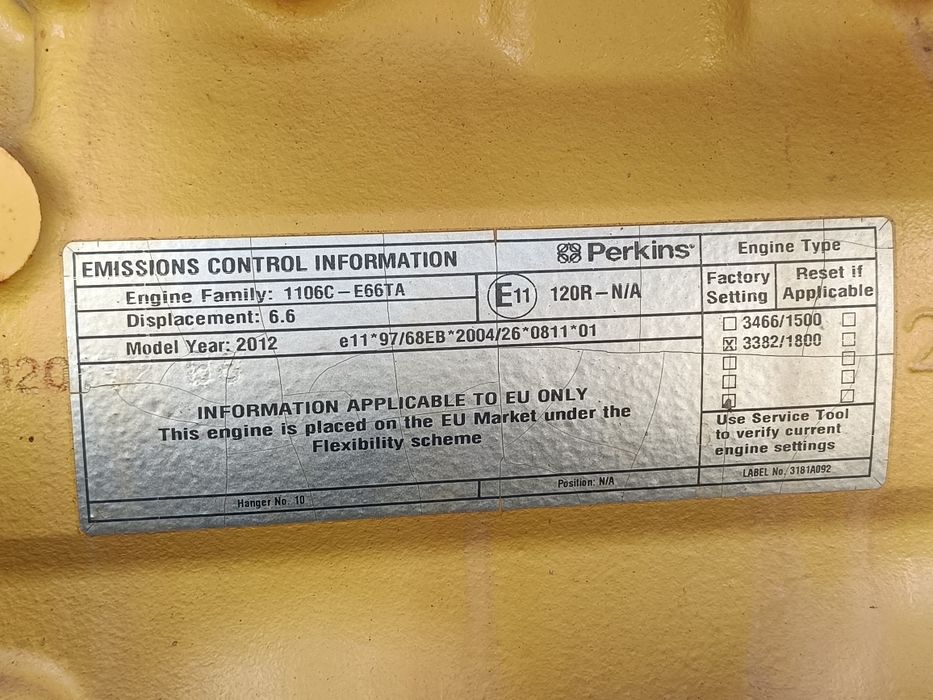 EMISSIONS CONTROL INFORMATION
Perkins
Engine Type
Engine Family: 1106C-E66TA
E11 120R-N/A
Factory Setting
Reset if Applicable
Displacement: 6.6
3466/1500
Model Year: 2012
e11*97/68EB*2004/26*0811*01
x 3382/1800
INFORMATION APPLICABLE TO EU ONLY
This engine is placed on the EU Market under the
Flexibility scheme
Use Service Tool
to verify current
engine settings
LABEL No. 3181A092
Hanger No. 10
Position: N/A
120
2